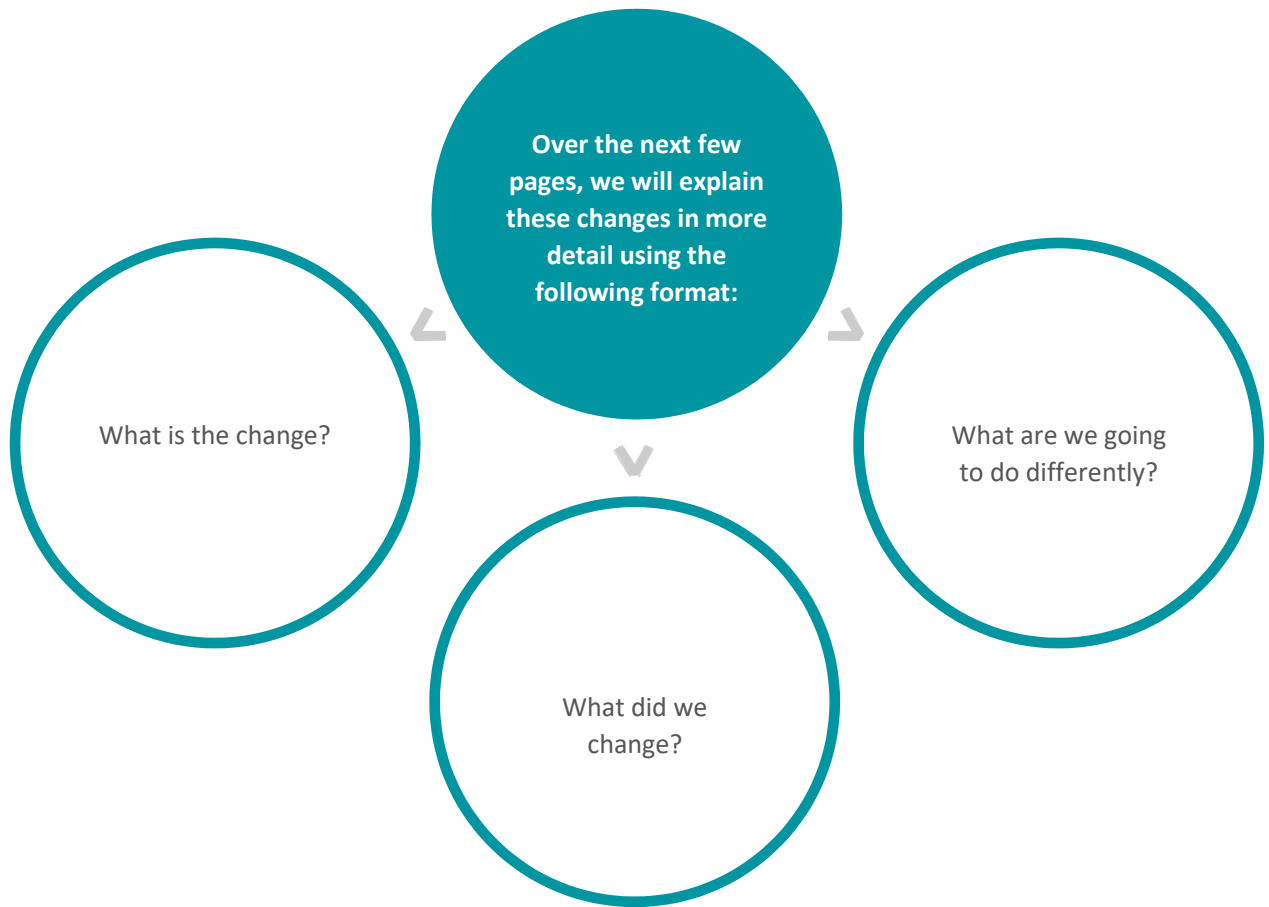 Over the next few
pages, we will explain
these changes in more
detail using the
following format:
What is the change?
What did we
change?
What are we going
to do differently?